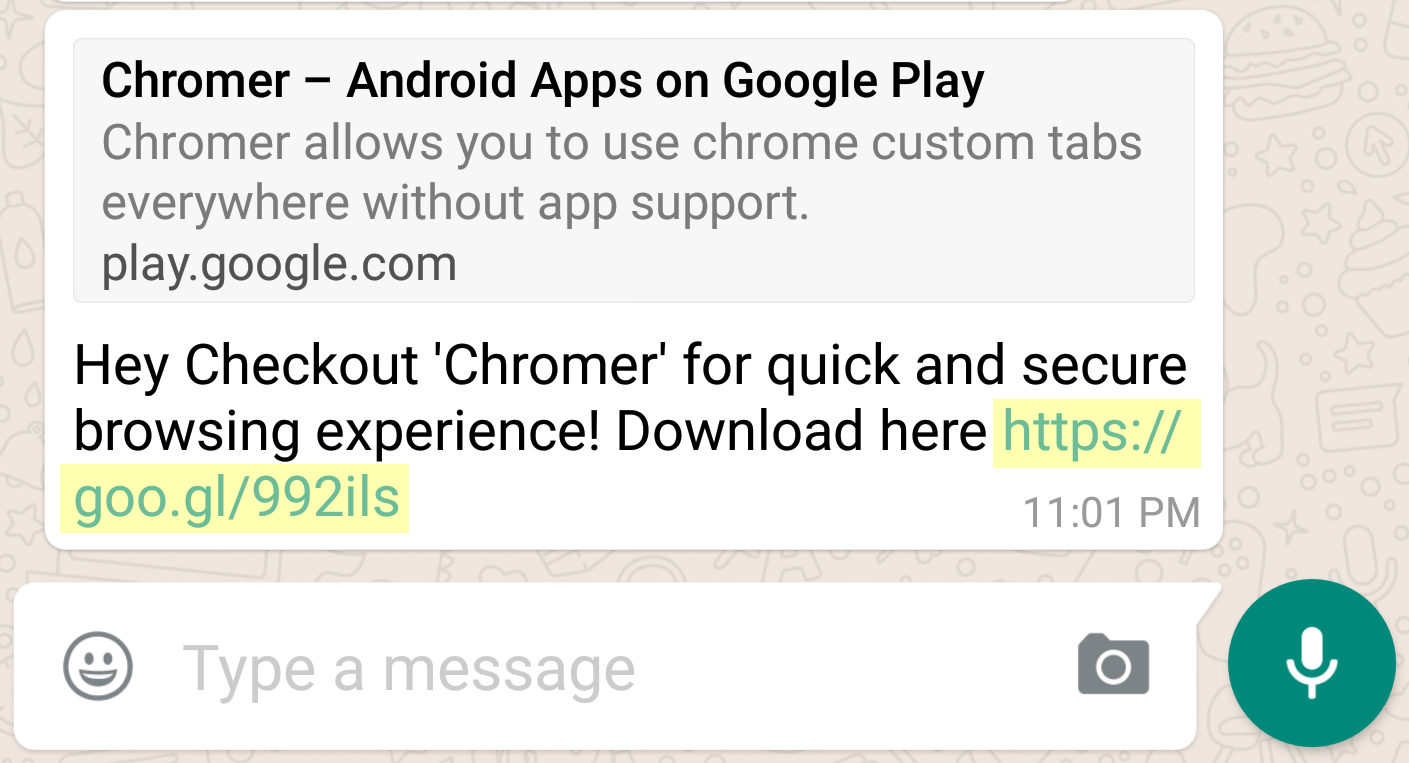 Chromer – Android Apps on Google Play
Chromer allows you to use chrome custom tabs
everywhere without app support.
play.google.com
Hey Checkout 'Chromer' for quick and secure
browsing experience! Download here https://
goo.gl/992ils
11:01 PM
Type a message